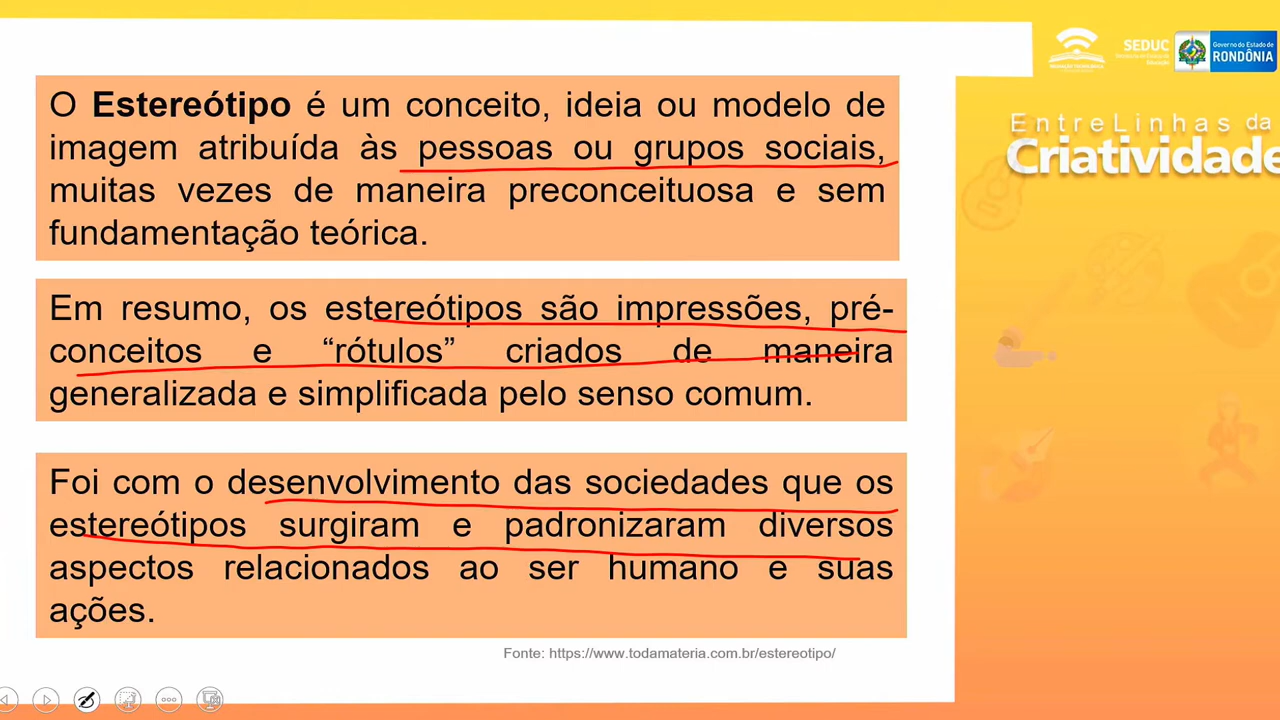 O Estereótipo é um conceito, ideia ou modelo de
imagem atribuída às pessoas ou grupos sociais,
muitas vezes de maneira preconceituosa e sem
fundamentação teórica.
Em resumo, os estereótipos são impressões, pré-
conceitos e “rótulos” criados de maneira
generalizada e simplificada pelo senso comum.
Foi com o desenvolvimento das sociedades que os
estereótipos surgiram e padronizaram diversos
aspectos relacionados ao ser humano e suas
ações.
Fonte: https://www.todamateria.com.br/estereotipo/
SEDUC
Governo do Estado de
RONDÔNIA
EntreLinhas da
Criatividade